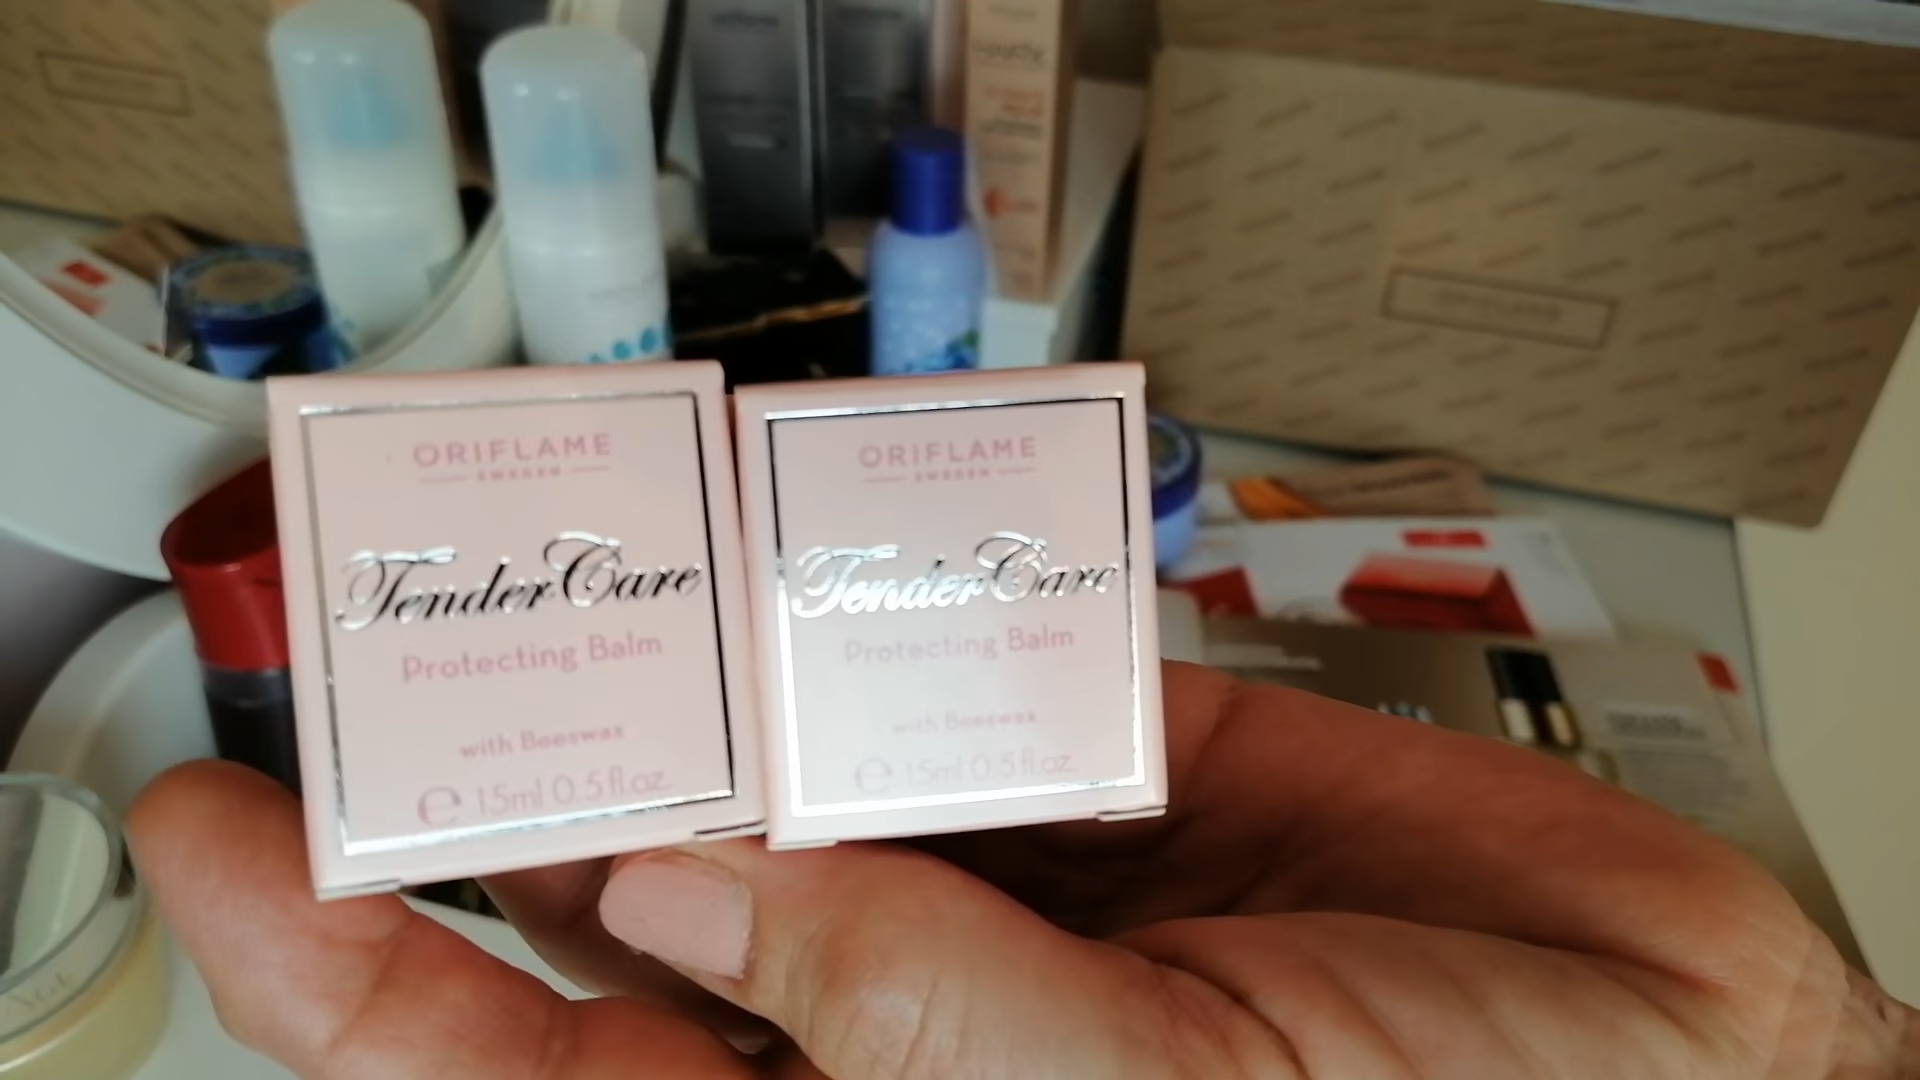 ORIFLAME
SWEDEN
Tender Care
Protecting Balm
with Beeswax
e 15ml 0.5 fl.oz.
ORIFLAME
SWEDEN
Tender Care
Protecting Balm
with Beeswax
e 15ml 0.5 fl.oz.
ORIFLAME